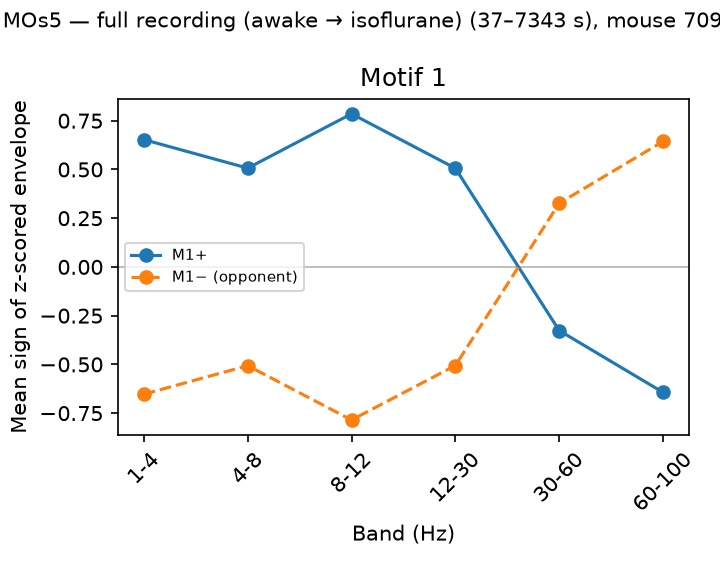 MOs5 — full recording (awake → isoflurane) (37–7343 s), mouse 709
Motif 1
Mean sign of z-scored envelope
0.75
0.50
0.25
0.00
−0.25
−0.50
−0.75
M1+
M1− (opponent)
1-4
4-8
8-12
12-30
30-60
60-100
Band (Hz)